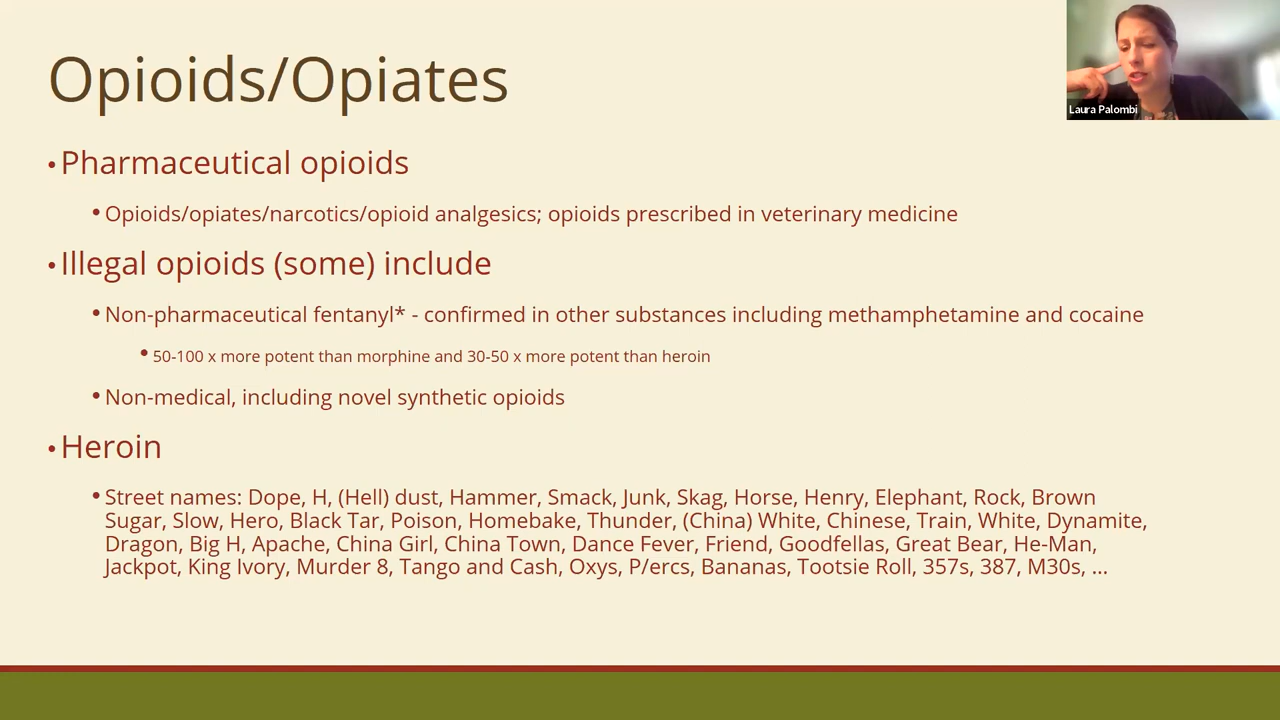 Opioids/Opiates
Laura Palombi
• Pharmaceutical opioids
• Opioids/opiates/narcotics/opioid analgesics; opioids prescribed in veterinary medicine
• Illegal opioids (some) include
• Non-pharmaceutical fentanyl* - confirmed in other substances including methamphetamine and cocaine
• 50-100 x more potent than morphine and 30-50 x more potent than heroin
• Non-medical, including novel synthetic opioids
• Heroin
• Street names: Dope, H, (Hell) dust, Hammer, Smack, Junk, Skag, Horse, Henry, Elephant, Rock, Brown
Sugar, Slow, Hero, Black Tar, Poison, Homebake, Thunder, (China) White, Chinese, Train, White, Dynamite,
Dragon, Big H, Apache, China Girl, China Town, Dance Fever, Friend, Goodfellas, Great Bear, He-Man,
Jackpot, King Ivory, Murder 8, Tango and Cash, Oxys, P/ercs, Bananas, Tootsie Roll, 357s, 387, M30s, ...